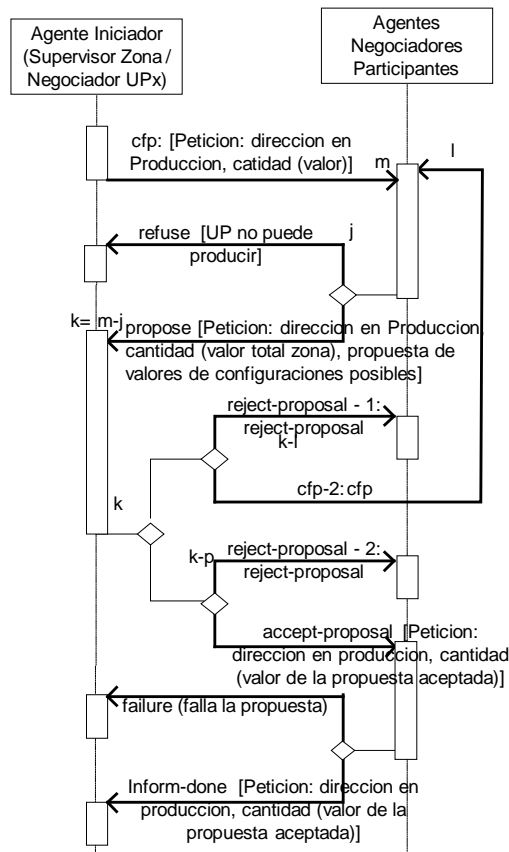 Agente Iniciador
(Supervisor Zona /
Negociador UPx)
Agentes
Negociadores
Participantes
cfp: [Peticion: direccion en
Produccion, catidad (valor)]
m
l
refuse [UP no puede
producir]
j
k= m-j
propose [Peticion: direccion en Produccion,
cantidad (valor total zona), propuesta de
valores de configuraciones posibles]
reject-proposal - 1:
reject-proposal
k-l
cfp-2: cfp
k
k-p
reject-proposal - 2:
reject-proposal
accept-proposal [Peticion:
direccion en produccion, cantidad
(valor de la propuesta aceptada)]
failure (falla la propuesta)
Inform-done [Peticion: direccion en
produccion, cantidad (valor de la
propuesta aceptada)]